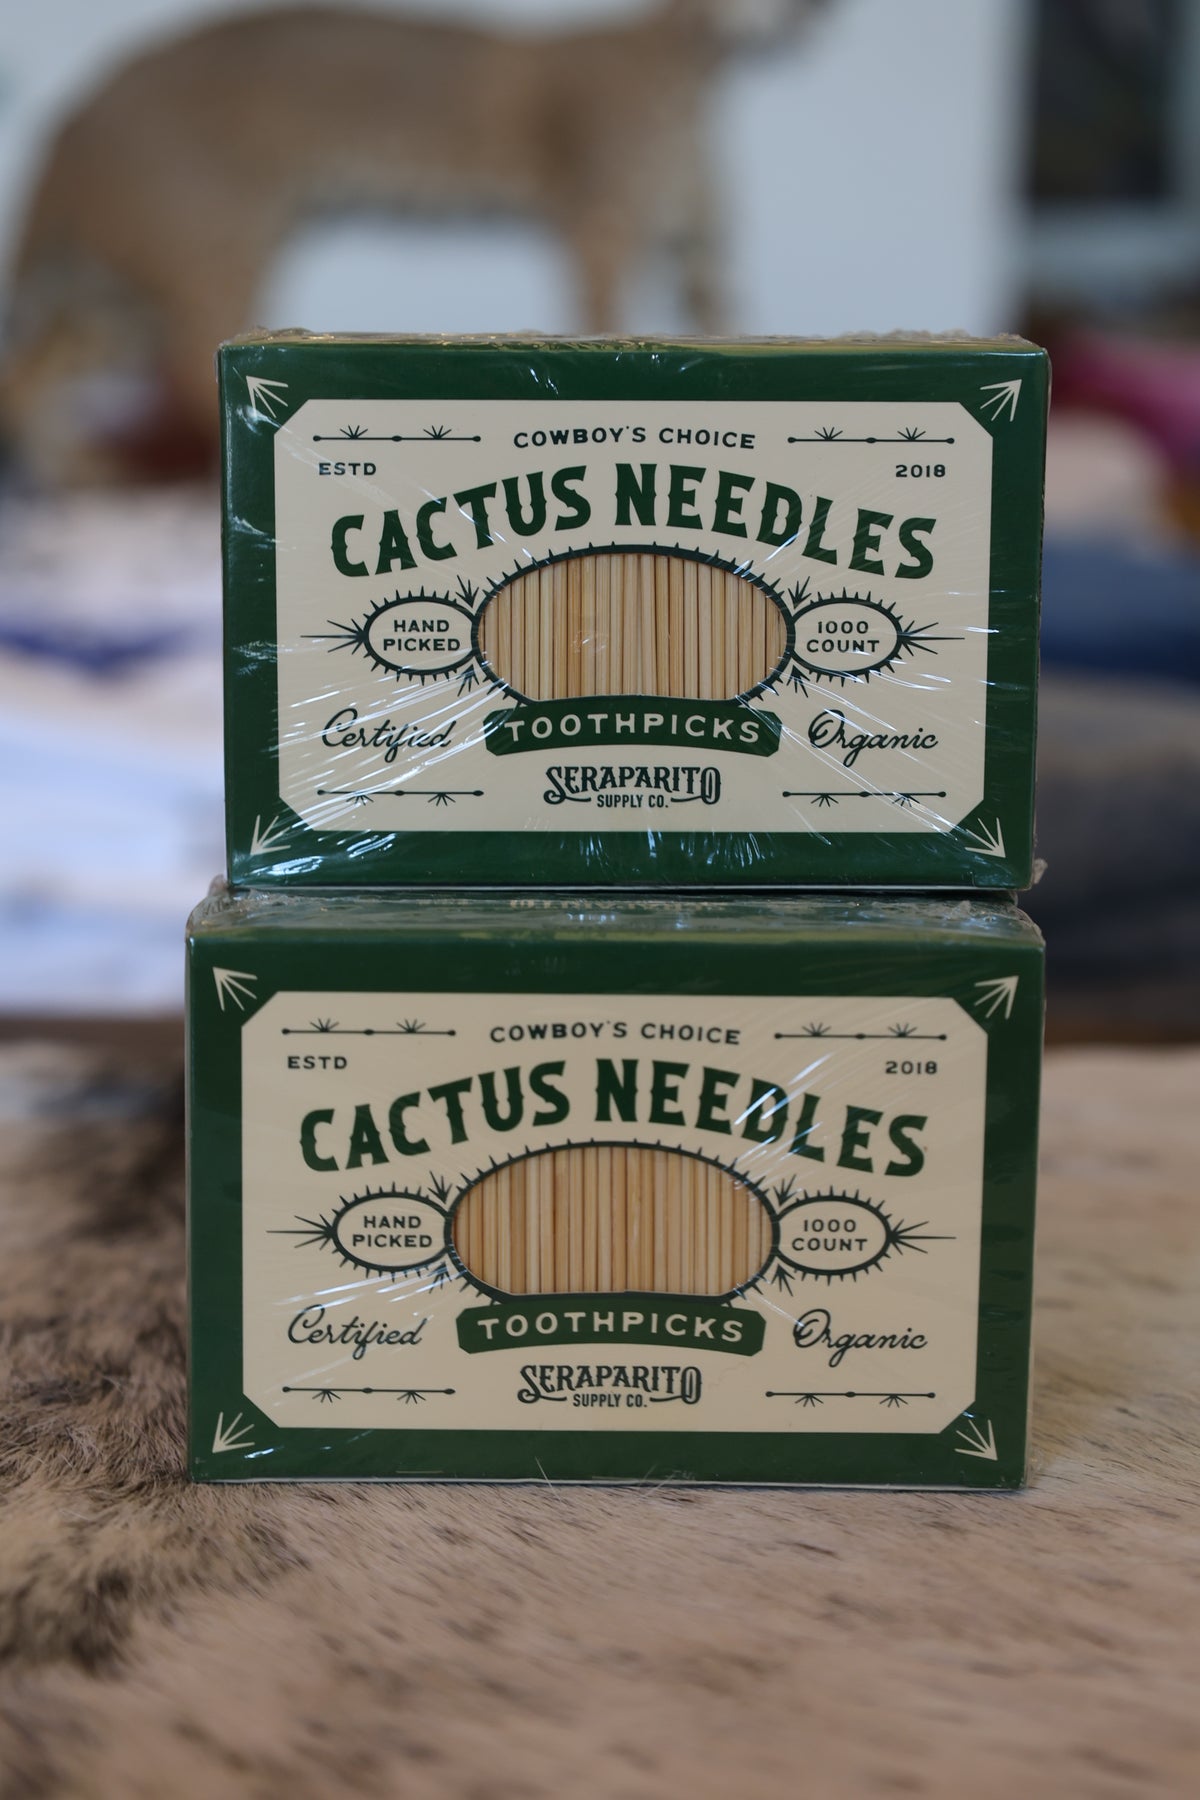 COWBOY'S CHOICE
ESTD 2018
CACTUS NEEDLES
HAND
PICKED
1000
COUNT
Certified TOOTHPICKS Organic
SERAPARITO
SUPPLY CO.
COWBOY'S CHOICE
ESTD 2018
CACTUS NEEDLES
HAND
PICKED
1000
COUNT
Certified TOOTHPICKS Organic
SERAPARITO
SUPPLY CO.